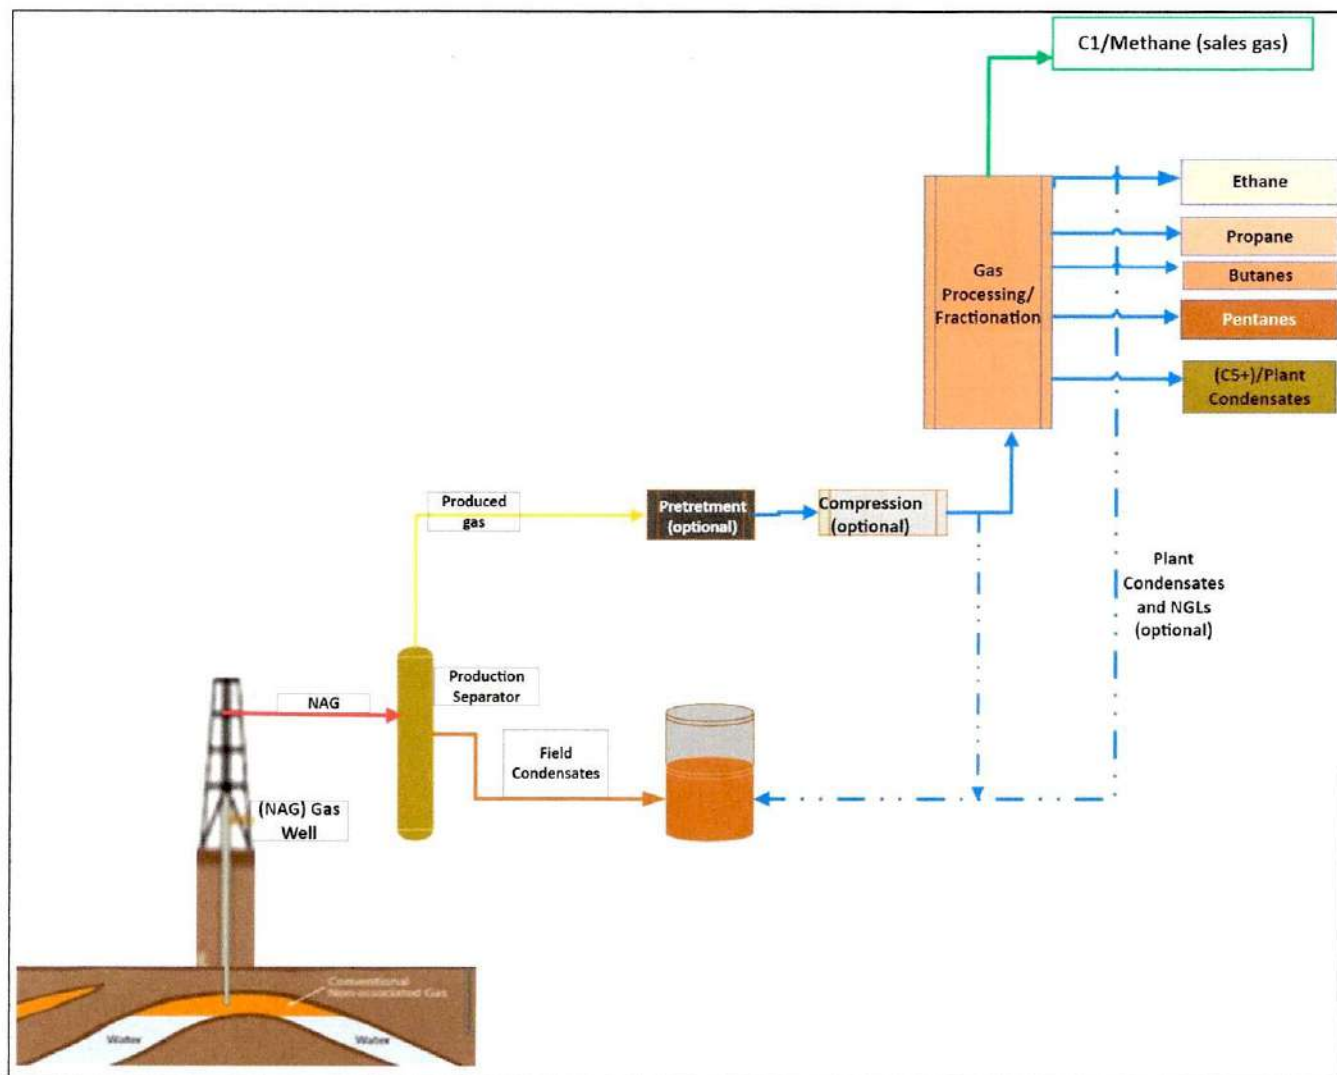 C1/Methane (sales gas)
Ethane
Propane
Butanes
Pentanes
(C5+)/Plant
Condensates
Gas
Processing/
Fractionation
Produced
gas
Pretretment
(optional)
Compression
(optional)
Plant
Condensates
and NGLs
(optional)
NAG
Production
Separator
Field
Condensates
(NAG) Gas
Well
Conventional
Non-associated Gas
Water
Water